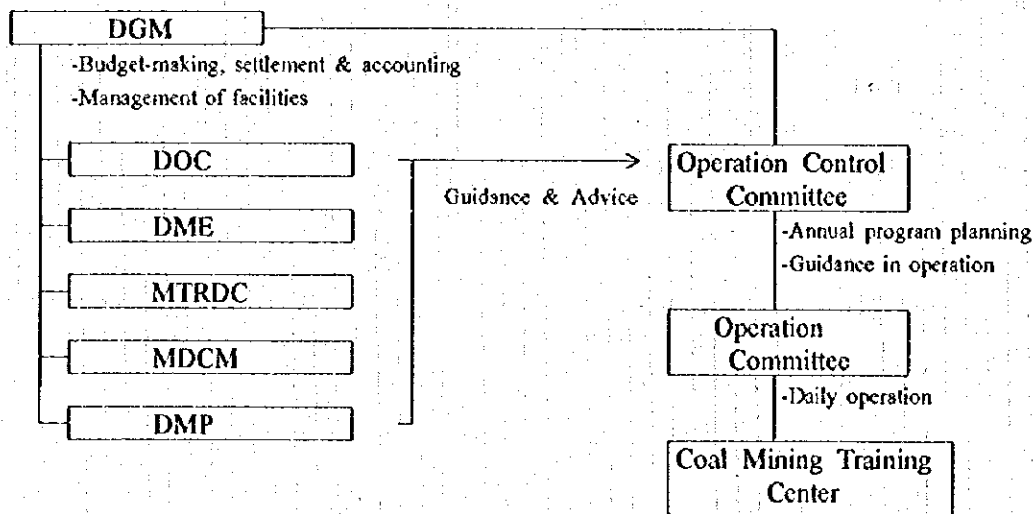 DGM
-Budget-making, settlement & accounting
-Management of facilities
DOC
DME
MTRDC
MDCM
DMP
Guidance & Advice
Operation Control
Committee
-Annual program planning
-Guidance in operation
Operation
Committee
-Daily operation
Coal Mining Training
Center